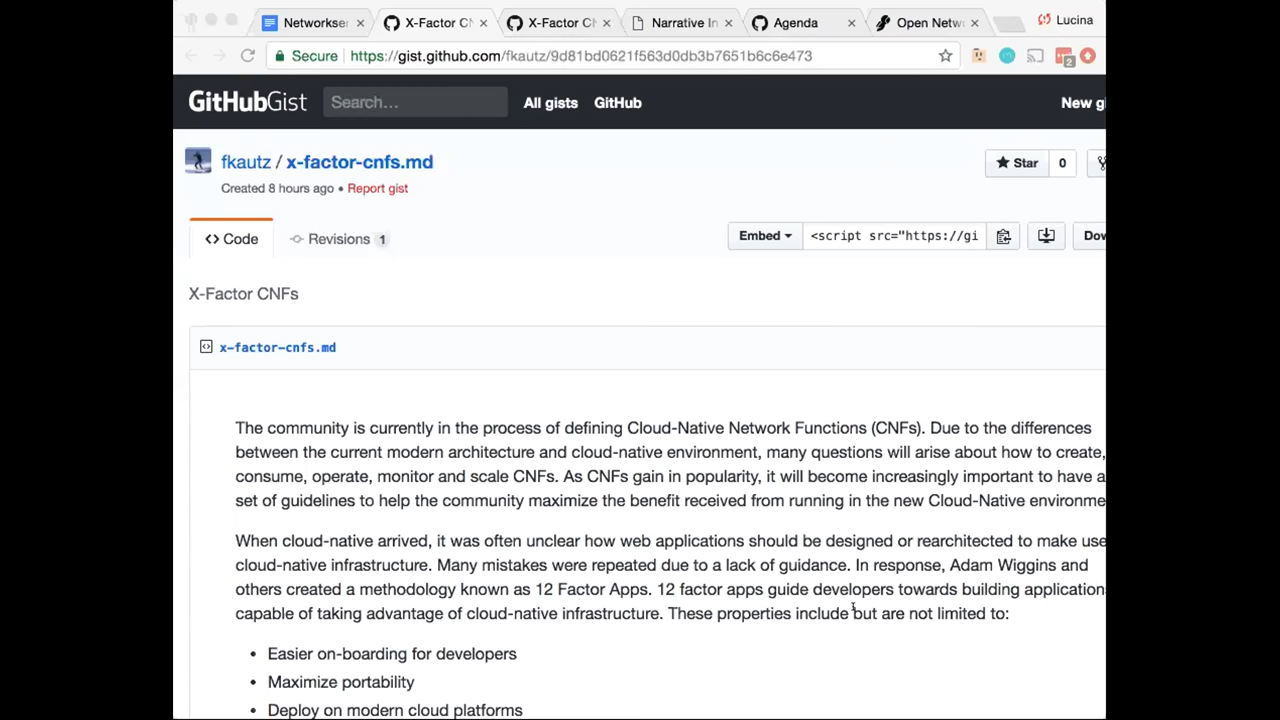 Networkser
X-Factor CN
X-Factor CN
Narrative In
Agenda
Open Netwo
Lucina
Secure https://gist.github.com/fkautz/9d81bd0621f563d0db3b7651b6c6e473
2
GitHubGist Search... All gists GitHub New g
fkautz / x-factor-cnfs.md
Star 0
Created 8 hours ago • Report gist
<> Code Revisions 1
Embed <script src="https://gi Dow
X-Factor CNFs
x-factor-cnfs.md
The community is currently in the process of defining Cloud-Native Network Functions (CNFs). Due to the differences
between the current modern architecture and cloud-native environment, many questions will arise about how to create,
consume, operate, monitor and scale CNFs. As CNFs gain in popularity, it will become increasingly important to have a
set of guidelines to help the community maximize the benefit received from running in the new Cloud-Native environme
When cloud-native arrived, it was often unclear how web applications should be designed or rearchitected to make use
cloud-native infrastructure. Many mistakes were repeated due to a lack of guidance. In response, Adam Wiggins and
others created a methodology known as 12 Factor Apps. 12 factor apps guide developers towards building application
capable of taking advantage of cloud-native infrastructure. These properties include but are not limited to:
• Easier on-boarding for developers
• Maximize portability
• Deploy on modern cloud platforms